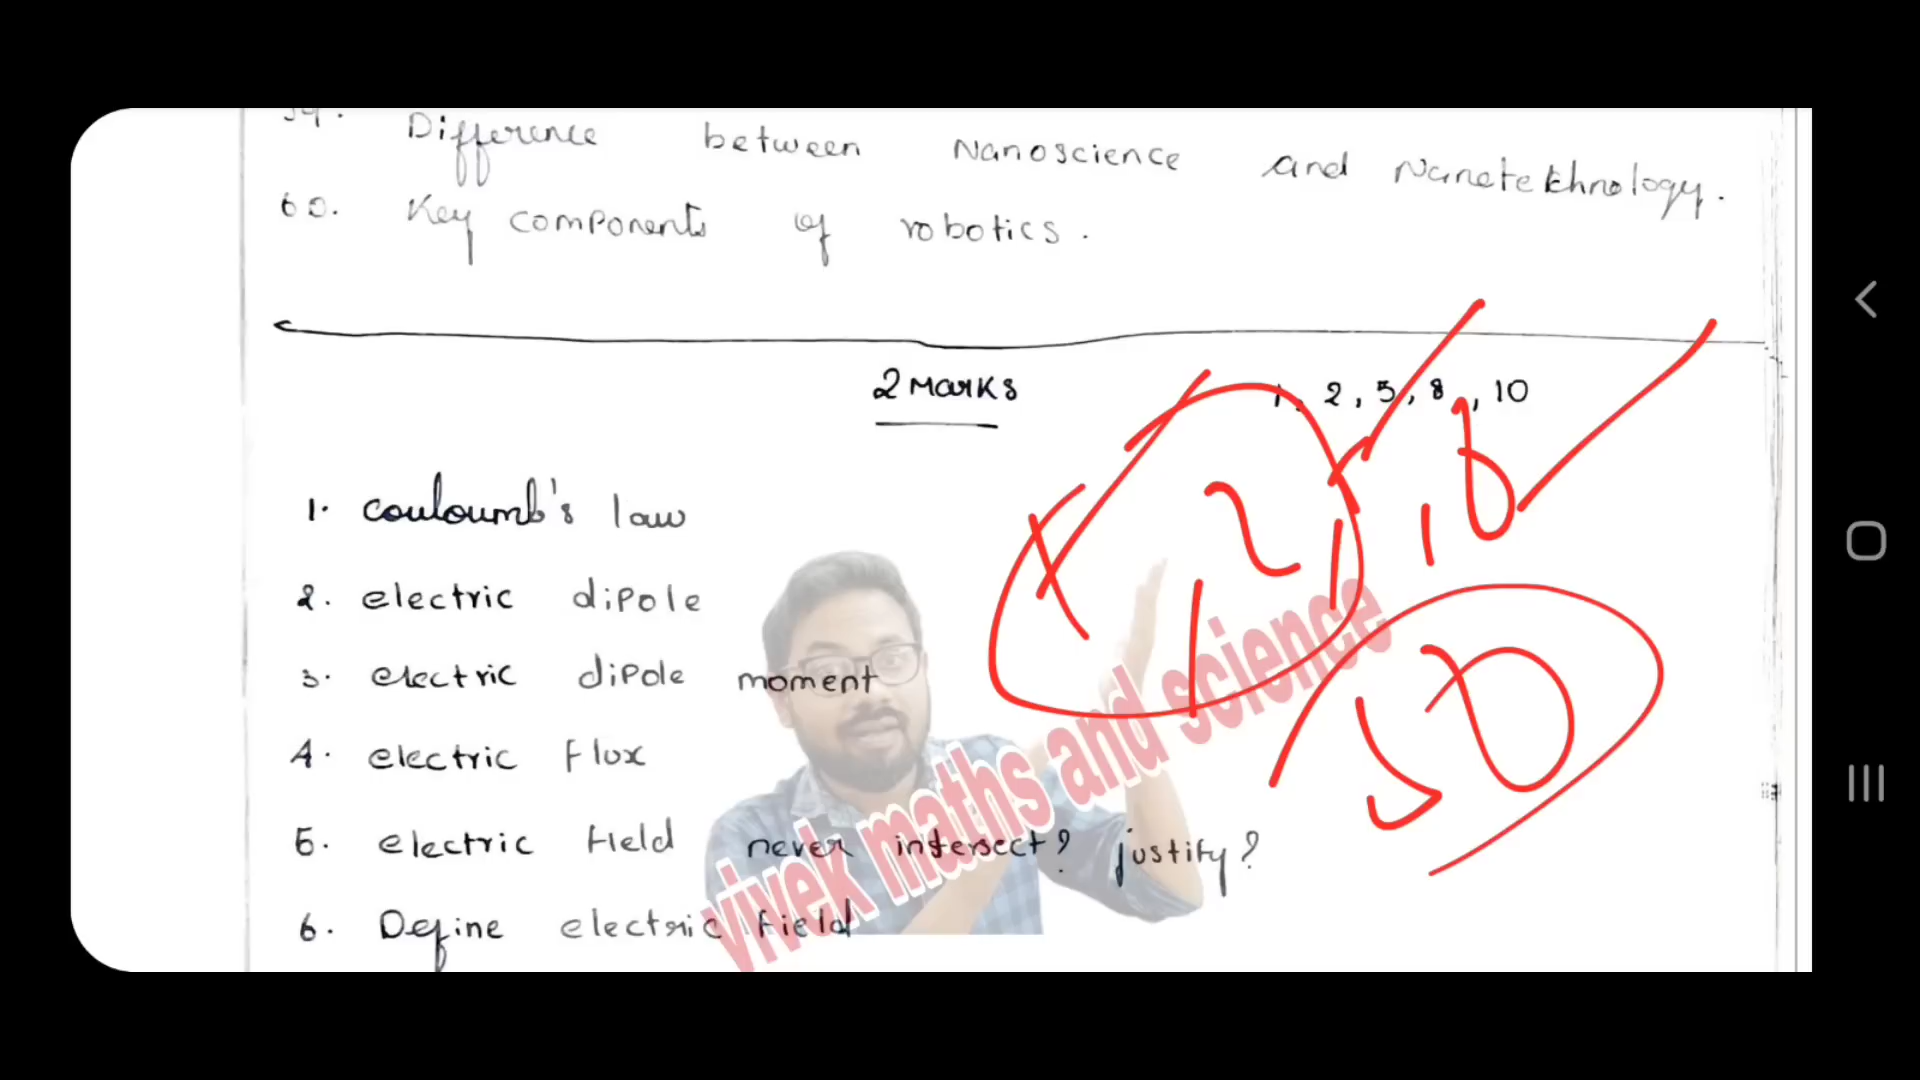 Difference between Nanoscience and Nanotekhnology.
60. Key components of robotics.
2 Marks
1, 2, 5, 8, 10
1. Couloumb's law
2. electric dipole
3. electric dipole moment
4. electric flux
5. electric field never intersect? justify?
6. Define electric field
vivek maths and science